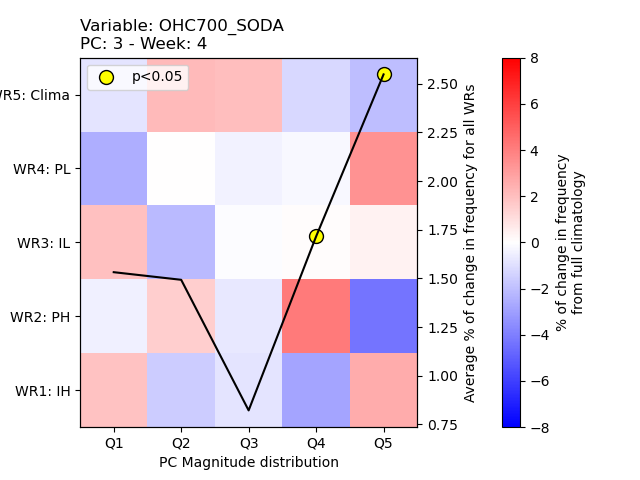 Variable: OHC700_SODA
PC: 3 - Week: 4
p<0.05
WR5: Clima
WR4: PL
WR3: IL
WR2: PH
WR1: IH
Q1 Q2 Q3 Q4 Q5
PC Magnitude distribution
2.50
2.25
2.00
1.75
1.50
1.25
1.00
0.75
Average % of change in frequency for all WRs
8
6
4
2
0
−2
−4
−6
−8
% of change in frequency
from full climatology